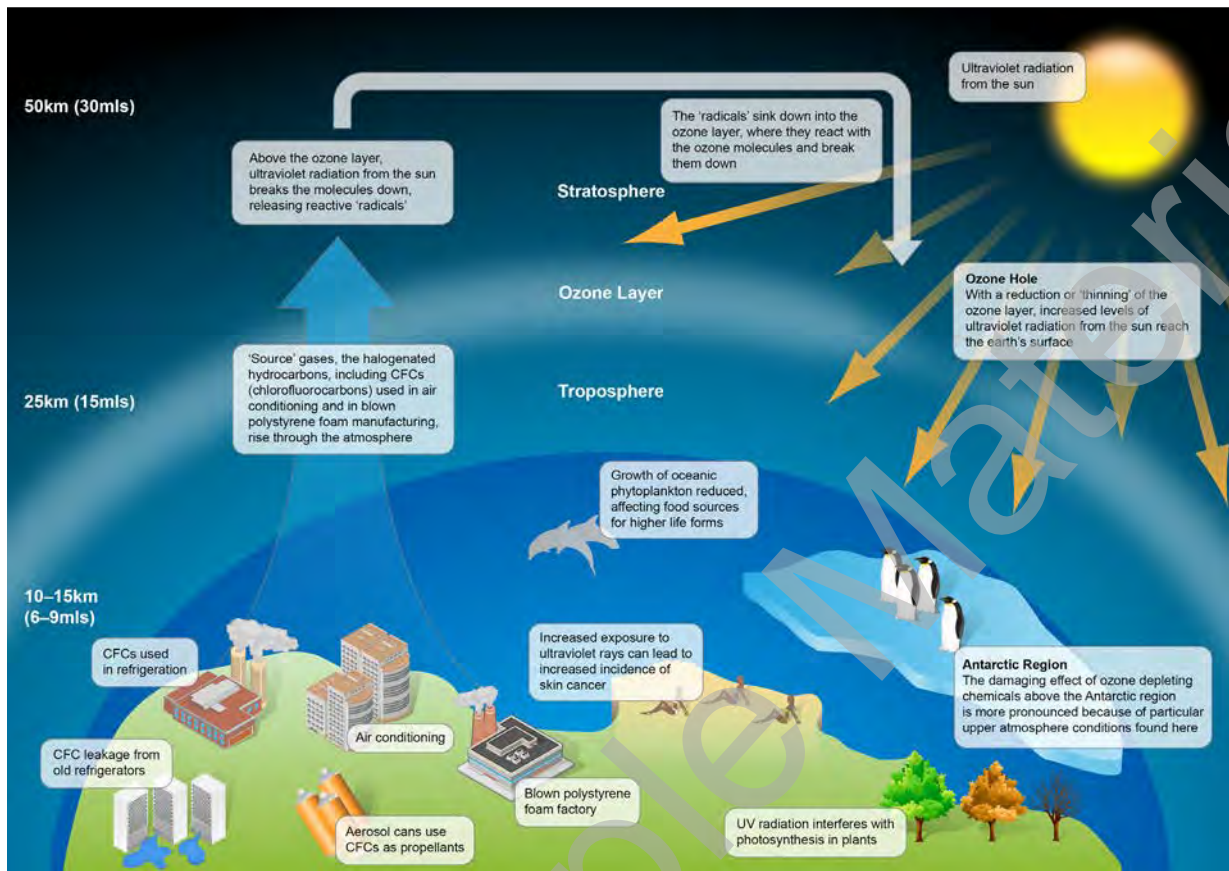 Ultraviolet radiation
from the sun
50km (30mls)
The ‘radicals’ sink down into the
ozone layer, where they react with
the ozone molecules and break
them down
Above the ozone layer,
ultraviolet radiation from the sun
breaks the molecules down,
releasing reactive ‘radicals’
Stratosphere
Ozone Layer
Ozone Hole
With a reduction or ‘thinning’ of the
ozone layer, increased levels of
ultraviolet radiation from the sun reach
the earth’s surface
‘Source’ gases, the halogenated
hydrocarbons, including CFCs
(chlorofluorocarbons) used in air
conditioning and in blown
polystyrene foam manufacturing,
rise through the atmosphere
25km (15mls)
Troposphere
Growth of oceanic
phytoplankton reduced,
affecting food sources
for higher life forms
10–15km
(6–9mls)
CFCs used
in refrigeration
Increased exposure to
ultraviolet rays can lead to
increased incidence of
skin cancer
Antarctic Region
The damaging effect of ozone depleting
chemicals above the Antarctic region
is more pronounced because of particular
upper atmosphere conditions found here
Air conditioning
CFC leakage from
old refrigerators
Blown polystyrene
foam factory
Aerosol cans use
CFCs as propellants
UV radiation interferes with
photosynthesis in plants
ple Materi